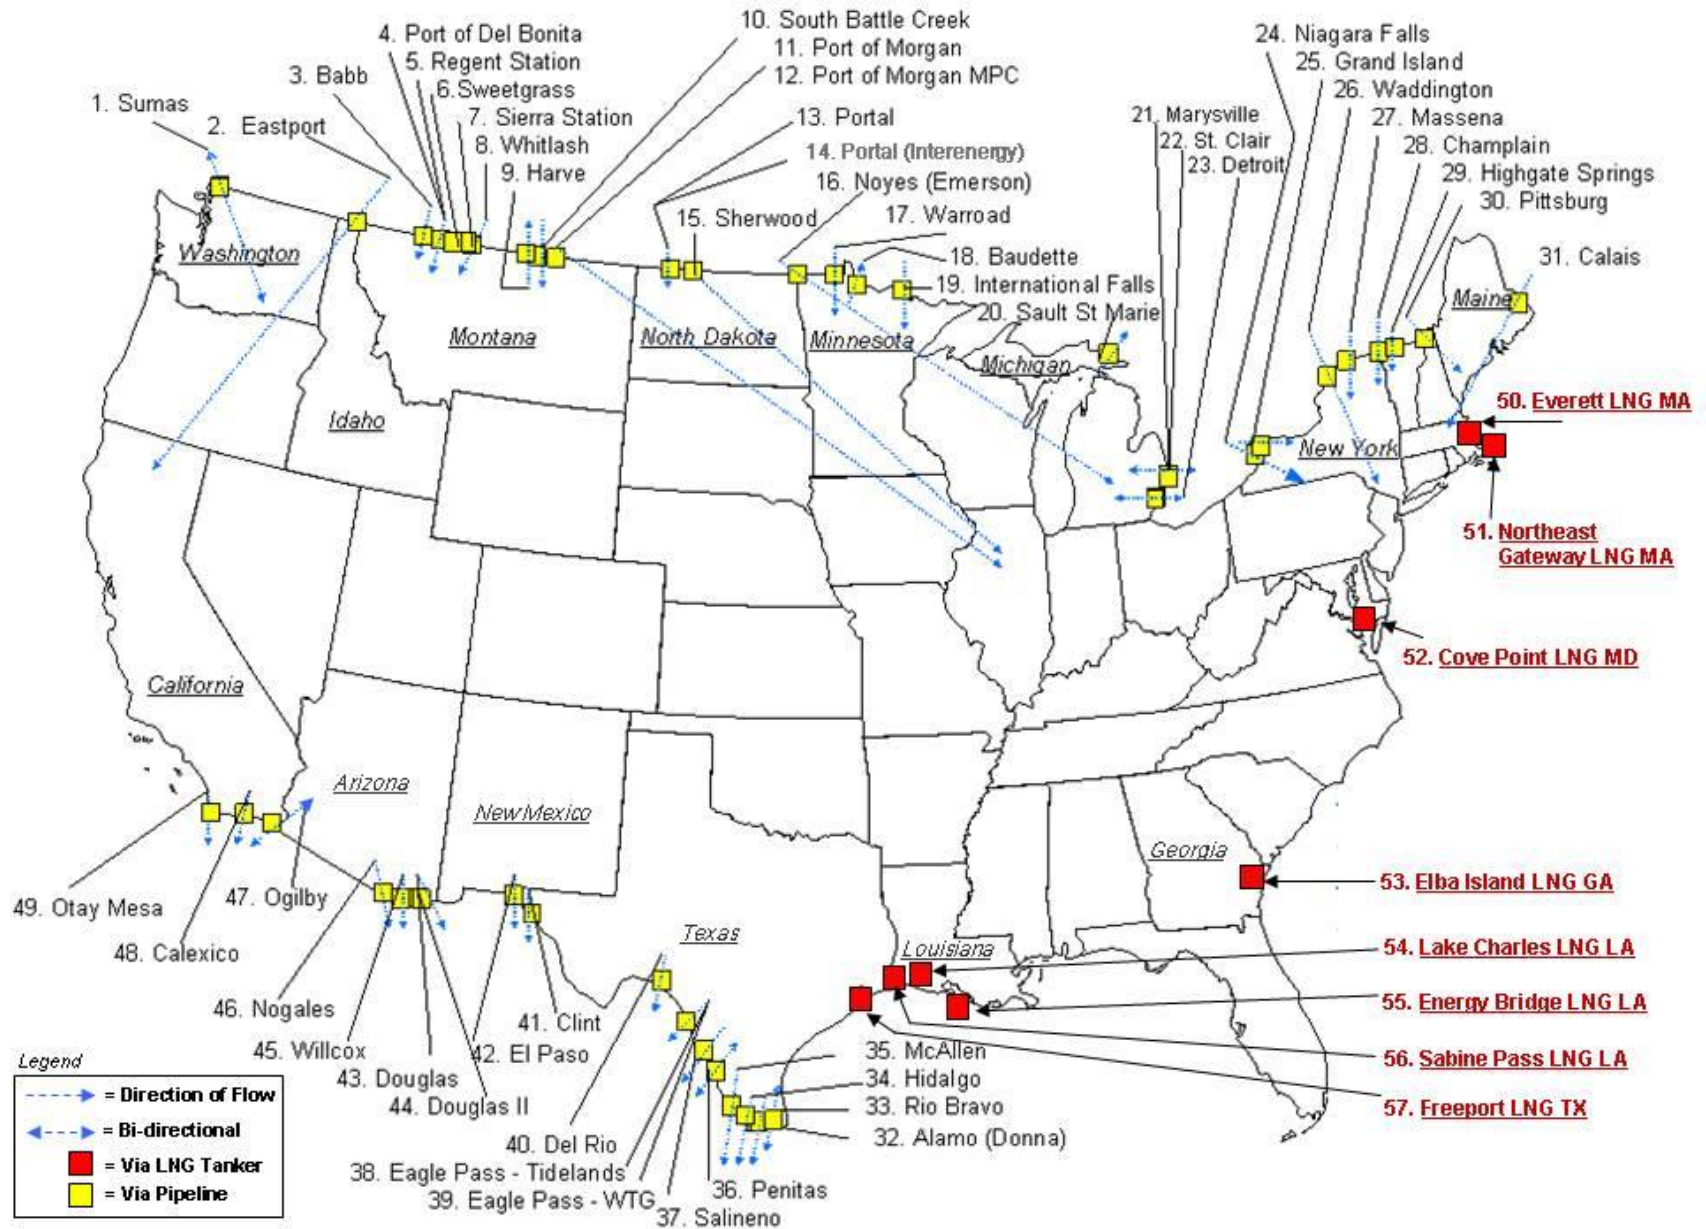 10. South Battle Creek
11. Port of Morgan
12. Port of Morgan MPC
4. Port of Del Bonita
5. Regent Station
6.Sweetgrass
7. Sierra Station
8. Whitlash
9. Harve
3. Babb
1. Sumas
2. Eastport
13. Portal
14. Portal (Interenergy)
16. Noyes (Emerson)
15. Sherwood
17. Warroad
18. Baudette
19. International Falls
20. Sault St Marie
21. Marysville
22. St. Clair
23. Detroit
24. Niagara Falls
25. Grand Island
26. Waddington
27. Massena
28. Champlain
29. Highgate Springs
30. Pittsburg
31. Calais
Washington
Montana
North Dakota
Minnesota
Michigan
Maine
Idaho
New York
50. Everett LNG MA
51. Northeast
Gateway LNG MA
52. Cove Point LNG MD
California
Arizona
New Mexico
Georgia
53. Elba Island LNG GA
Texas
Louisiana
54. Lake Charles LNG LA
55. Energy Bridge LNG LA
56. Sabine Pass LNG LA
57. Freeport LNG TX
49. Otay Mesa
48. Calexico
47. Ogilby
46. Nogales
45. Willcox
43. Douglas
44. Douglas II
42. El Paso
41. Clint
40. Del Rio
38. Eagle Pass - Tidelands
39. Eagle Pass - WTG
37. Salineno
36. Penitas
35. McAllen
34. Hidalgo
33. Rio Bravo
32. Alamo (Donna)
Legend
= Direction of Flow
= Bi-directional
= Via LNG Tanker
= Via Pipeline